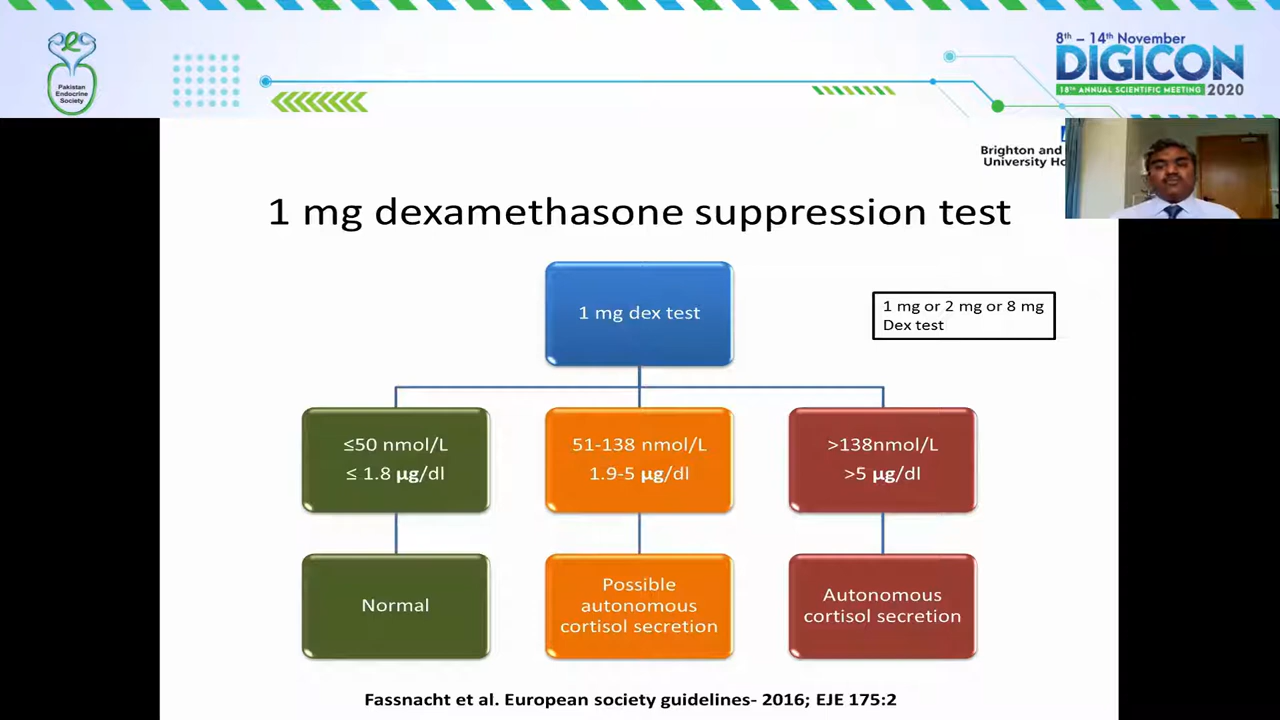 Pakistan
Endocrine
Society
8th – 14th November
DIGICON
18TH ANNUAL SCIENTIFIC MEETING 2020
Brighton and
University
1 mg dexamethasone suppression test
1 mg dex test
1 mg or 2 mg or 8 mg
Dex test
≤50 nmol/L
≤ 1.8 µg/dl
51-138 nmol/L
1.9-5 µg/dl
>138nmol/L
>5 µg/dl
Normal
Possible
autonomous
cortisol secretion
Autonomous
cortisol secretion
Fassnacht et al. European society guidelines- 2016; EJE 175:2